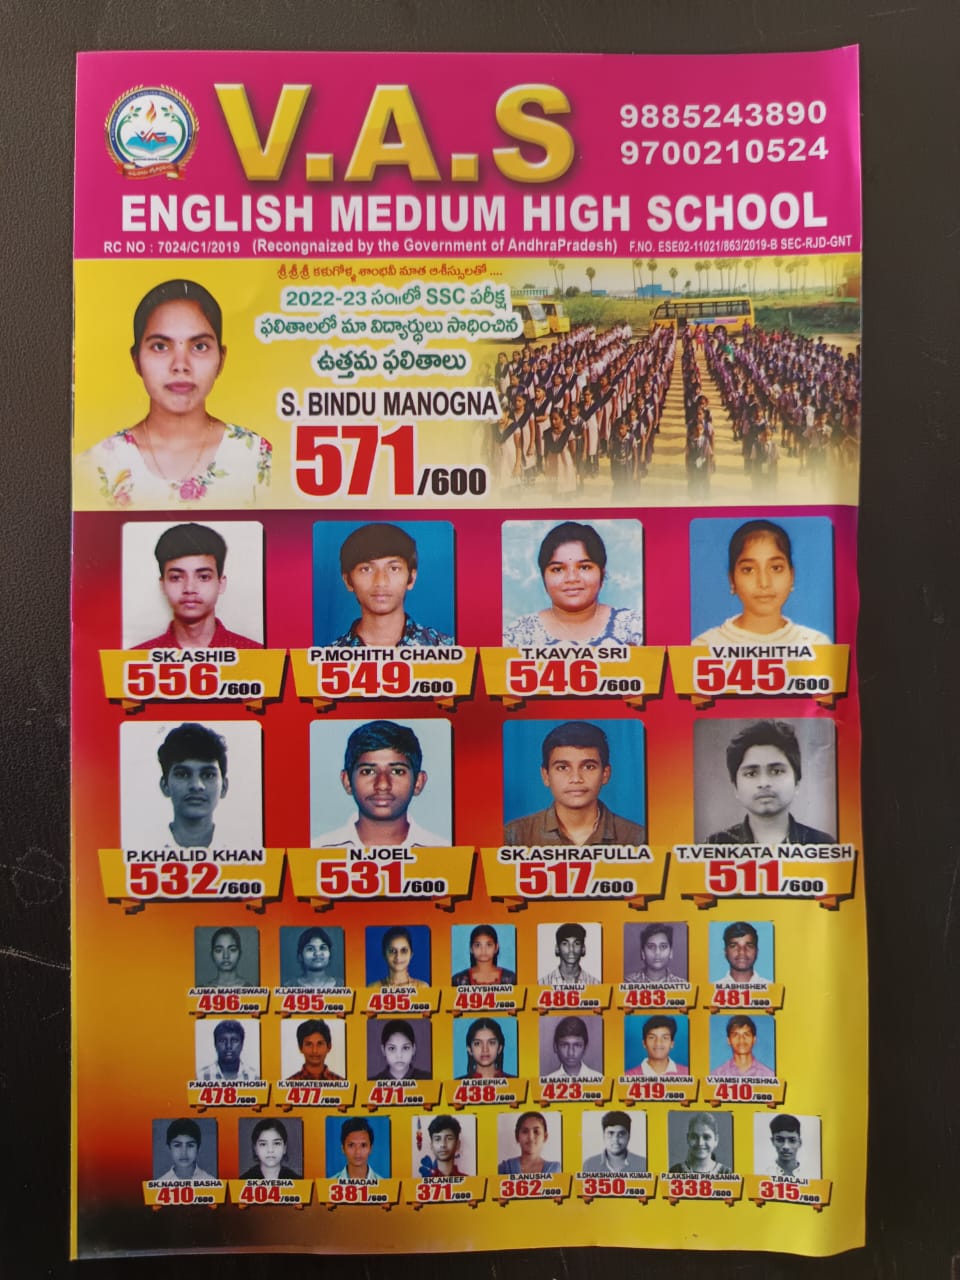 V.A.S
9885243890
9700210524
ENGLISH MEDIUM HIGH SCHOOL
RC NO : 7024/C1/2019 (Recongnaized by the Government of AndhraPradesh) F.NO. ESE02-11021/863/2019-B SEC-RJD-GNT
శ్రీ శ్రీ శ్రీ కళుగోళ్ళ శాంభవీ మాత ఆశీస్సులతో ....
2022-23 సం॥లో SSC పరీక్ష
ఫలితాలలో మా విద్యార్ధులు సాధించిన
ఉత్తమ ఫలితాలు
S. BINDU MANOGNA
571/600
SK.ASHIB P.MOHITH CHAND T.KAVYA SRI V.NIKHITHA
556/600 549/600 546/600 545/600
P.KHALID KHAN N.JOEL SK.ASHRAFULLA T.VENKATA NAGESH
532/600 531/600 517/600 511/600
A.UMA MAHESWARI K.LAKSHMI SARANYA B.LASYA CH.VYSHNAVI T.TANUJ N.BRAHMADATTU M.ABHISHEK
496/600 495/600 495/600 494/600 486/600 483/600 481/600
P.NAGA SANTHOSH K.VENKATESWARLU SK.RABIA M.DEEPIKA M.MANI SANJAY B.LAKSHMI NARAYAN V.VAMSI KRISHNA
478/600 477/600 471/600 438/600 423/600 419/600 410/600
SK.NAGUR BASHA SK.AYESHA M.MADAN SK.ANEEF B.ANUSHA S.DHAKSHAYANA KUMAR P.LAKSHMI PRASANNA T.BALAJI
410/600 404/600 381/600 371/600 362/600 350/600 338/600 315/600